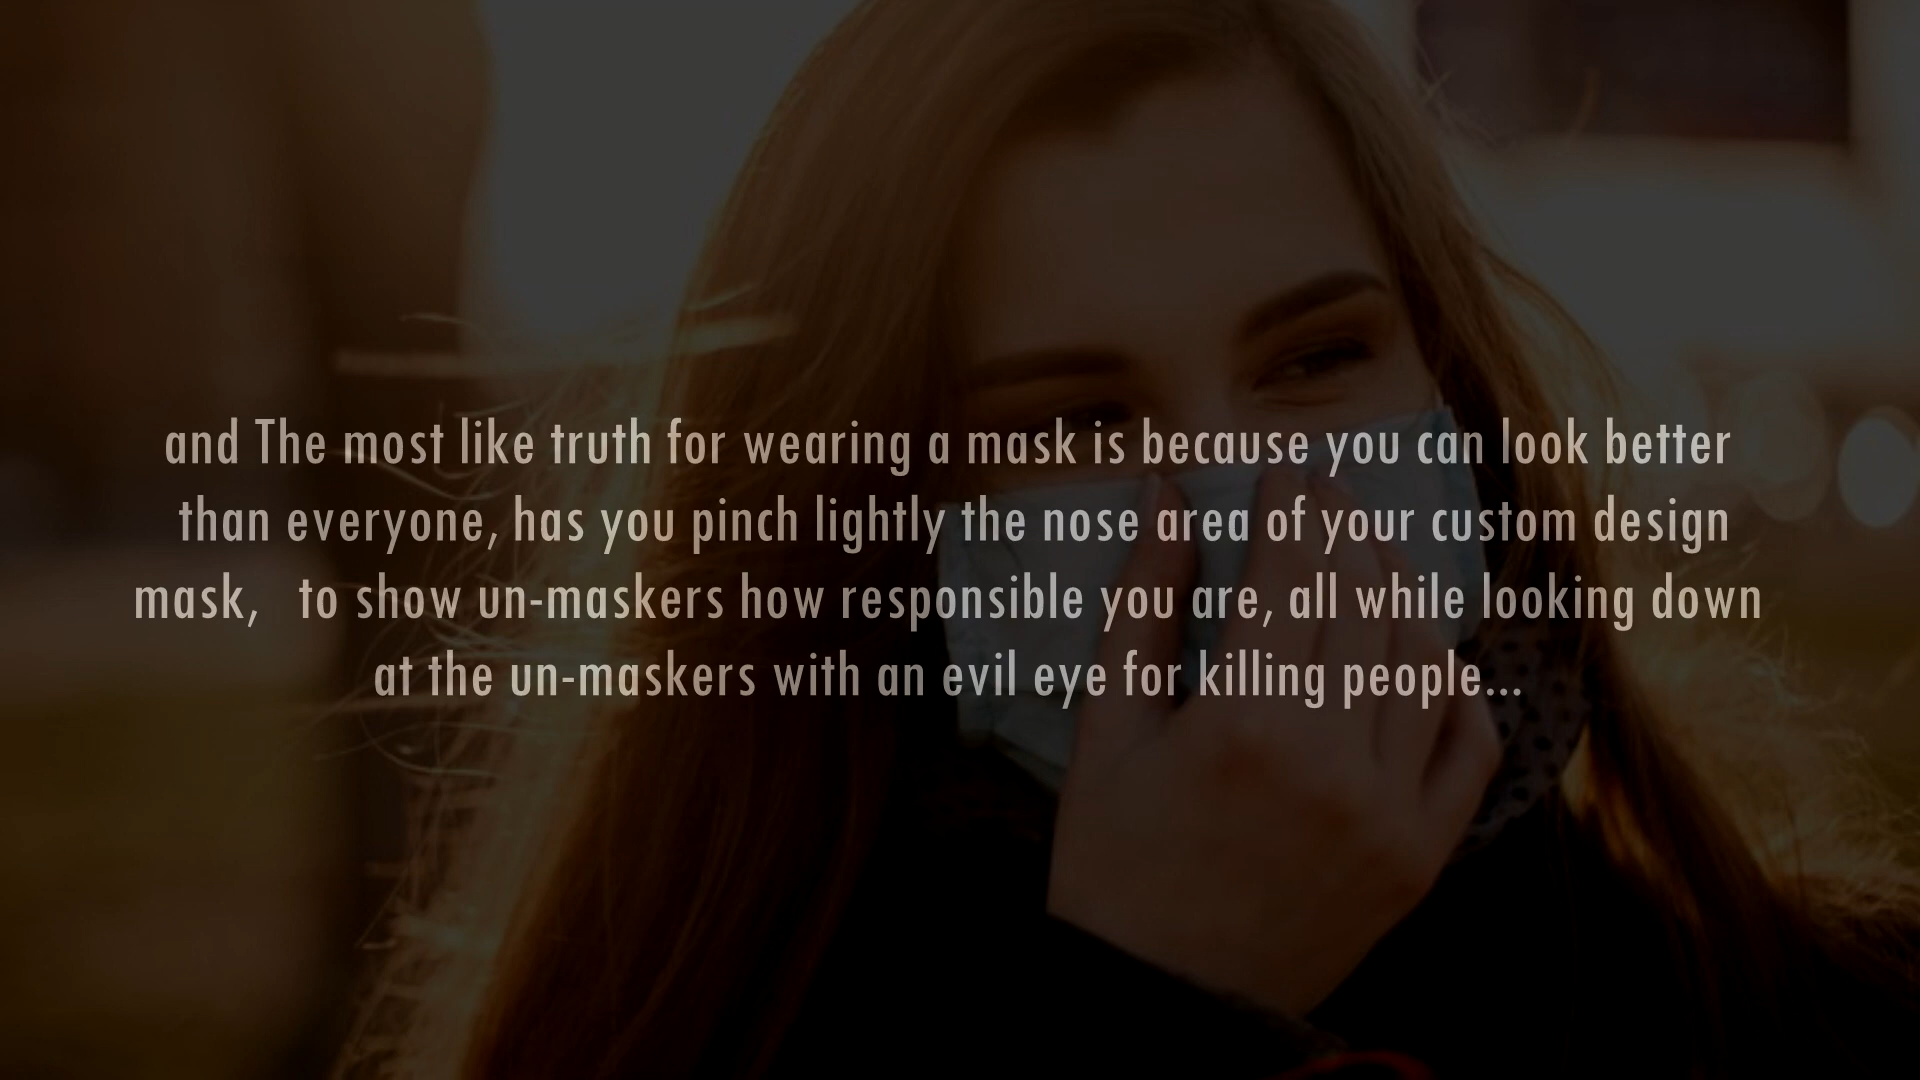 and The most like truth for wearing a mask is because you can look better
than everyone, has you pinch lightly the nose area of your custom design
mask,   to show un-maskers how responsible you are, all while looking down
at the un-maskers with an evil eye for killing people...